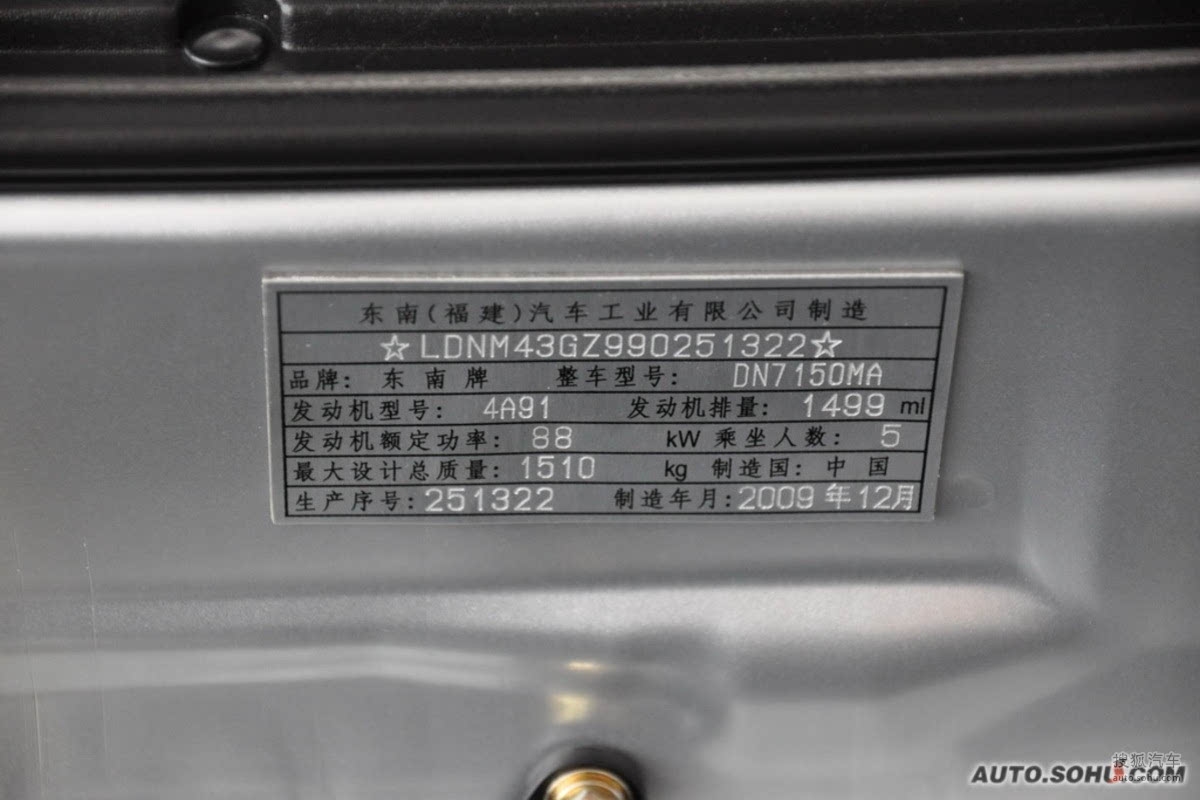 东南(福建)汽车工业有限公司制造
☆LDNM43GZ990251322☆
品牌: 东南牌 整车型号: DN7150MA
发动机型号: 4A91 发动机排量: 1499 ml
发动机额定功率: 88 kW 乘坐人数: 5
最大设计总质量: 1510 kg 制造国: 中国
生产序号: 251322 制造年月: 2009年12月
搜狐汽车
auto.sohu.com
AUTO.SOHU.COM